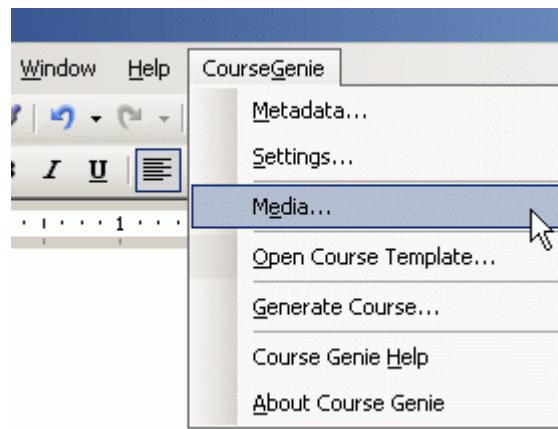 Window Help CourseGenie
Metadata...
I U
Settings...
Media...
1
Open Course Template...
Generate Course...
Course Genie Help
About Course Genie